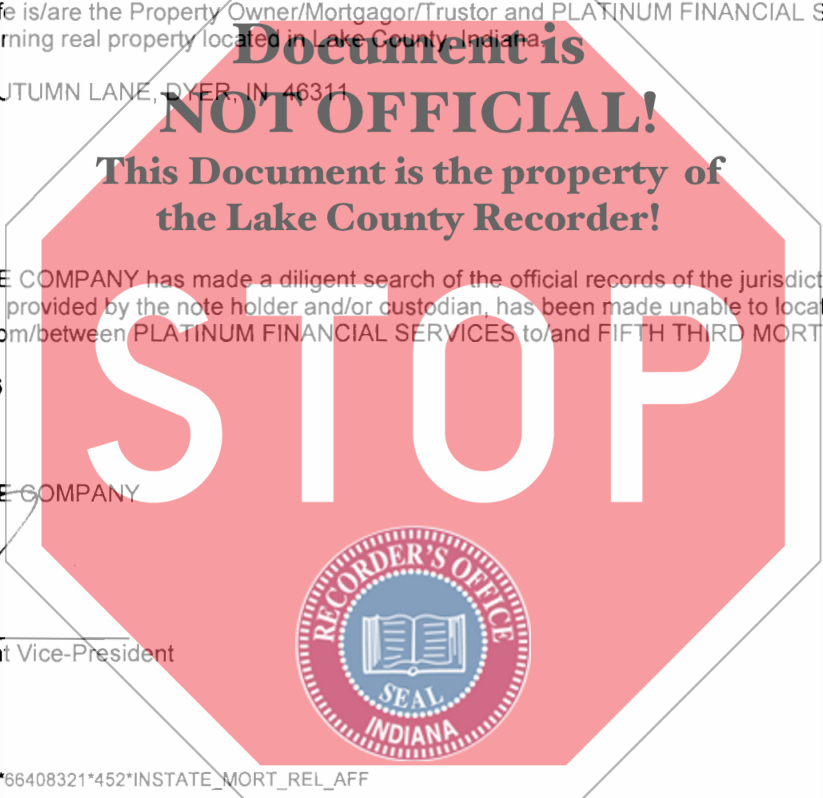 fe is/are the Property Owner/Mortgagor/Trustor and PLATINUM FINANCIAL S
Document is
rning real property located in Lake County, Indiana,
UTUMN LANE, DYER, IN 46311
NOT OFFICIAL!
This Document is the property of
the Lake County Recorder!
E COMPANY has made a diligent search of the official records of the jurisdict
provided by the note holder and/or custodian, has been made unable to locat
om/between PLATINUM FINANCIAL SERVICES to/and FIFTH THIRD MORT
STOP
E COMPANY
RECORDER'S OFFICE
SEAL
INDIANA
t Vice-President
*66408321*452*INSTATE_MORT_REL_AFF